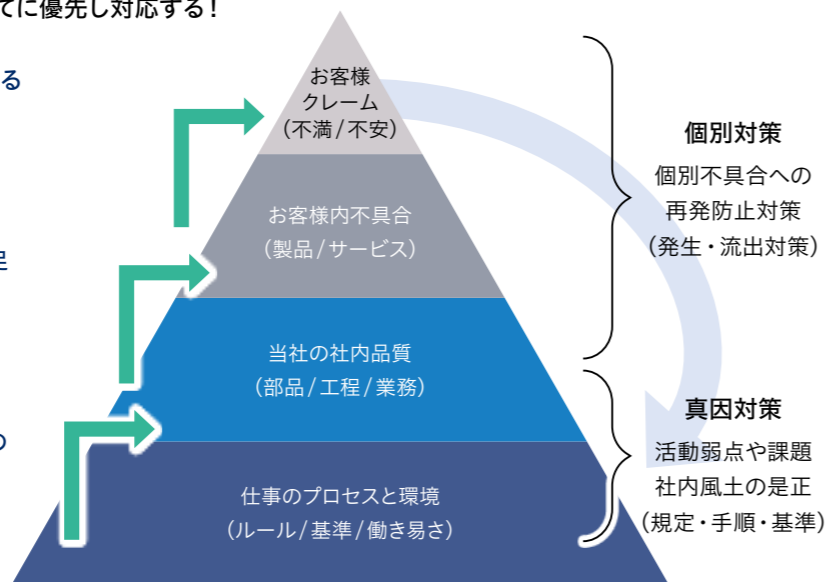 てに優先し対応する！
る
お客様
クレーム
（不満/不安）
お客様内不具合
（製品/サービス）
足
当社の社内品質
（部品/工程/業務）
の
仕事のプロセスと環境
（ルール/基準/働き易さ）
個別対策
個別不具合への
再発防止対策
（発生・流出対策）
真因対策
活動弱点や課題
社内風土の是正
（規定・手順・基準）